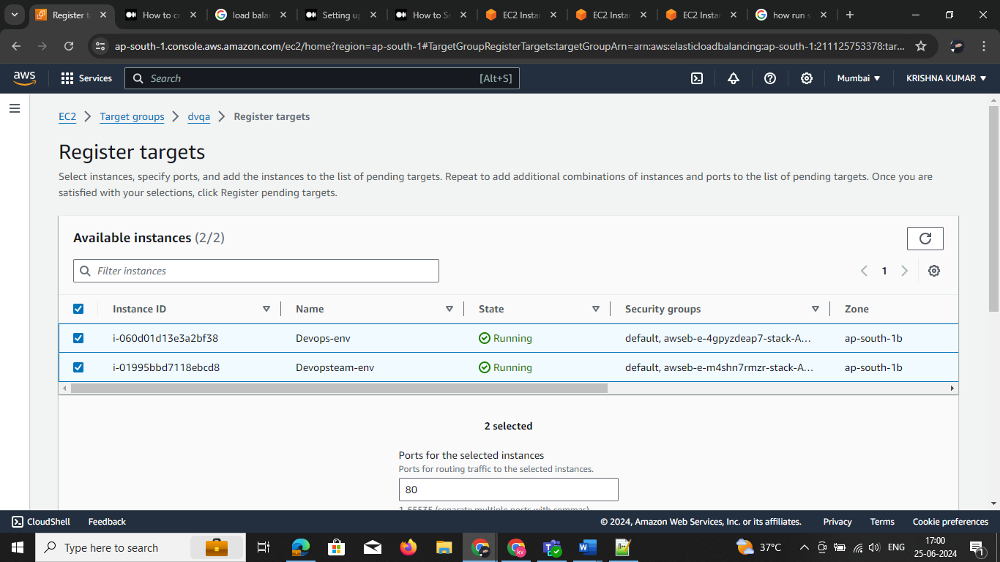 Register t
How to c
load bala
Setting u
How to S
EC2 Insta
EC2 Insta
EC2 Insta
how run s
ap-south-1.console.aws.amazon.com/ec2/home?region=ap-south-1#TargetGroupRegisterTargets:targetGroupArn=arn:aws:elasticloadbalancing:ap-south-1:211125753378:tar...
aws
Services
Search
[Alt+S]
Mumbai
KRISHNA KUMAR
EC2
Target groups
dvqa
Register targets
Register targets
Select instances, specify ports, and add the instances to the list of pending targets. Repeat to add additional combinations of instances and ports to the list of pending targets. Once you are
satisfied with your selections, click Register pending targets.
Available instances (2/2)
Filter instances
1
Instance ID Name State Security groups Zone
i-060d01d13e3a2bf38 Devops-env Running default, awseb-e-4gpyzdeap7-stack-A... ap-south-1b
i-01995bbd7118ebcd8 Devopsteam-env Running default, awseb-e-m4shn7rmzr-stack-A... ap-south-1b
2 selected
Ports for the selected instances
Ports for routing traffic to the selected instances.
80
1-65535 (separate multiple ports with commas)
CloudShell
Feedback
© 2024, Amazon Web Services, Inc. or its affiliates.
Privacy
Terms
Cookie preferences
Type here to search
kv
37°C
ENG
17:00
25-06-2024
1